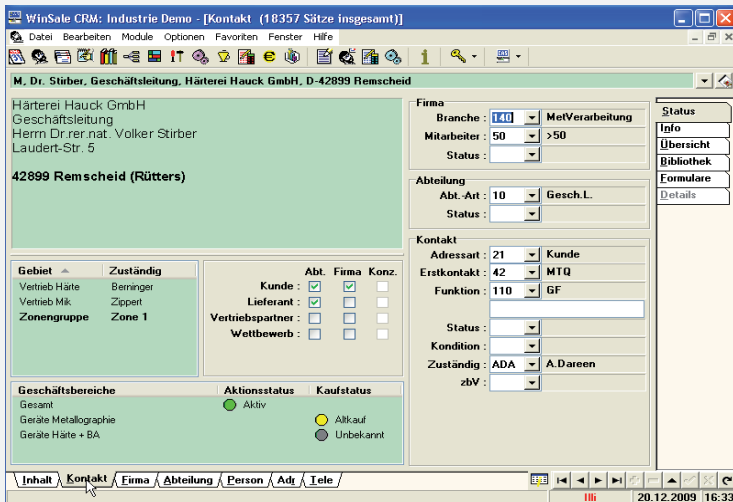 WinSale CRM: Industrie Demo - [Kontakt (18357 Sätze insgesamt)]
Datei Bearbeiten Module Optionen Favoriten Fenster Hilfe
M, Dr. Stirber, Geschäftsleitung, Härterei Hauck GmbH, D-42899 Remscheid
Härterei Hauck GmbH
Geschäftsleitung
Herrn Dr.rer.nat. Volker Stirber
Laudert-Str. 5
42899 Remscheid (Rütters)
Firma
Branche : 140 MetVerarbeitung
Mitarbeiter : 50 >50
Status :
Abteilung
Abt.-Art : 10 Gesch.L.
Status :
Kontakt
Adressart : 21 Kunde
Erstkontakt : 42 MTQ
Funktion : 110 GF
Status :
Kondition :
Zuständig : ADA A.Dareen
zbV :
Status
Info
Übersicht
Bibliothek
Formulare
Details
Gebiet Zuständig
Vertrieb Härte Berninger
Vertrieb Mik. Zippert
Zonengruppe Zone 1
Abt. Firma Konz.
Kunde :
Lieferant :
Vertriebspartner :
Wettbewerb :
Geschäftsbereiche Aktionsstatus Kaufstatus
Gesamt Aktiv
Geräte Metallographie Altkauf
Geräte Härte + BA Unbekannt
Inhalt Kontakt Firma Abteilung Person Adr Tele
Illi 20.12.2009 16:33